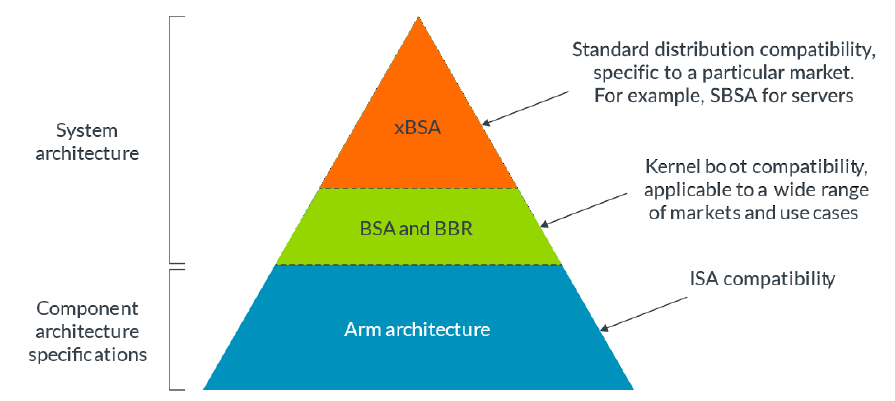 Standard distribution compatibility,
specific to a particular market.
For example, SBSA for servers
System
architecture
xBSA
Kernel boot compatibility,
applicable to a wide range
of markets and use cases
BSA and BBR
ISA compatibility
Component
architecture
specifications
Arm architecture